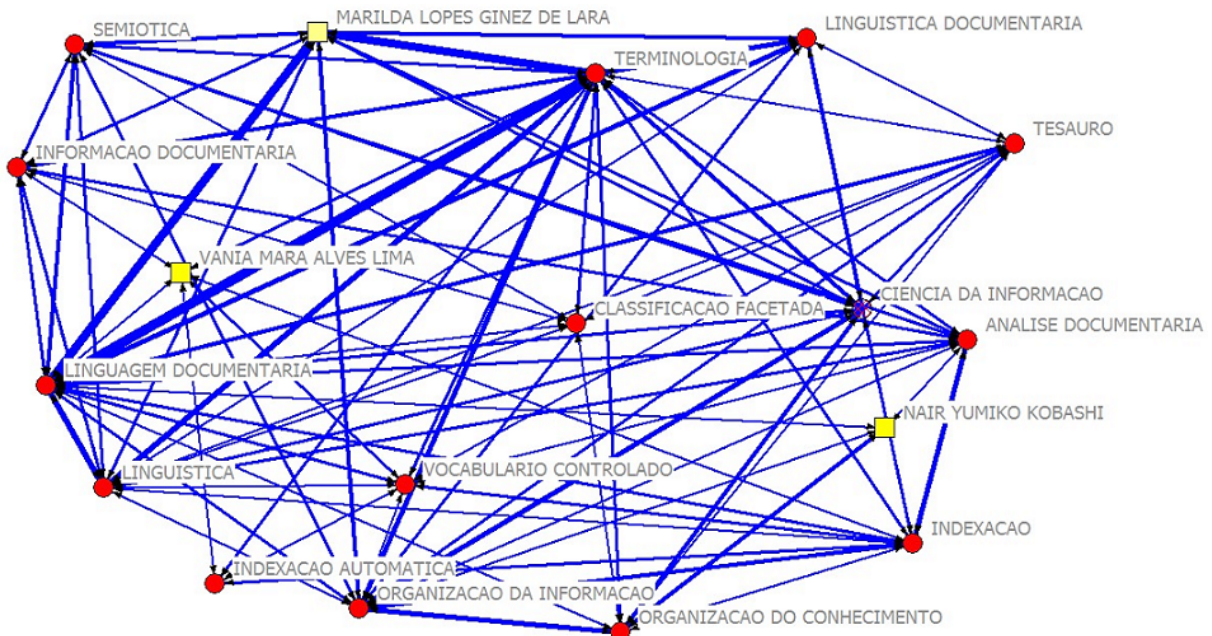 MARILDA LOPES GINEZ DE LARA
LINGUISTICA DOCUMENTARIA
SEMIOTICA
TERMINOLOGIA
TESAURO
INFORMACAO DOCUMENTARIA
VANIA MARA ALVES LIMA
CIENCIA DA INFORMACAO
CLASSIFICACAO FACETADA
ANALISE DOCUMENTARIA
LINGUAGEM DOCUMENTARIA
NAIR YUMIKO KOBASHI
LINGUISTICA
VOCABULARIO CONTROLADO
INDEXACAO
INDEXACAO AUTOMATICA
ORGANIZACAO DA INFORMACAO
ORGANIZACAO DO CONHECIMENTO